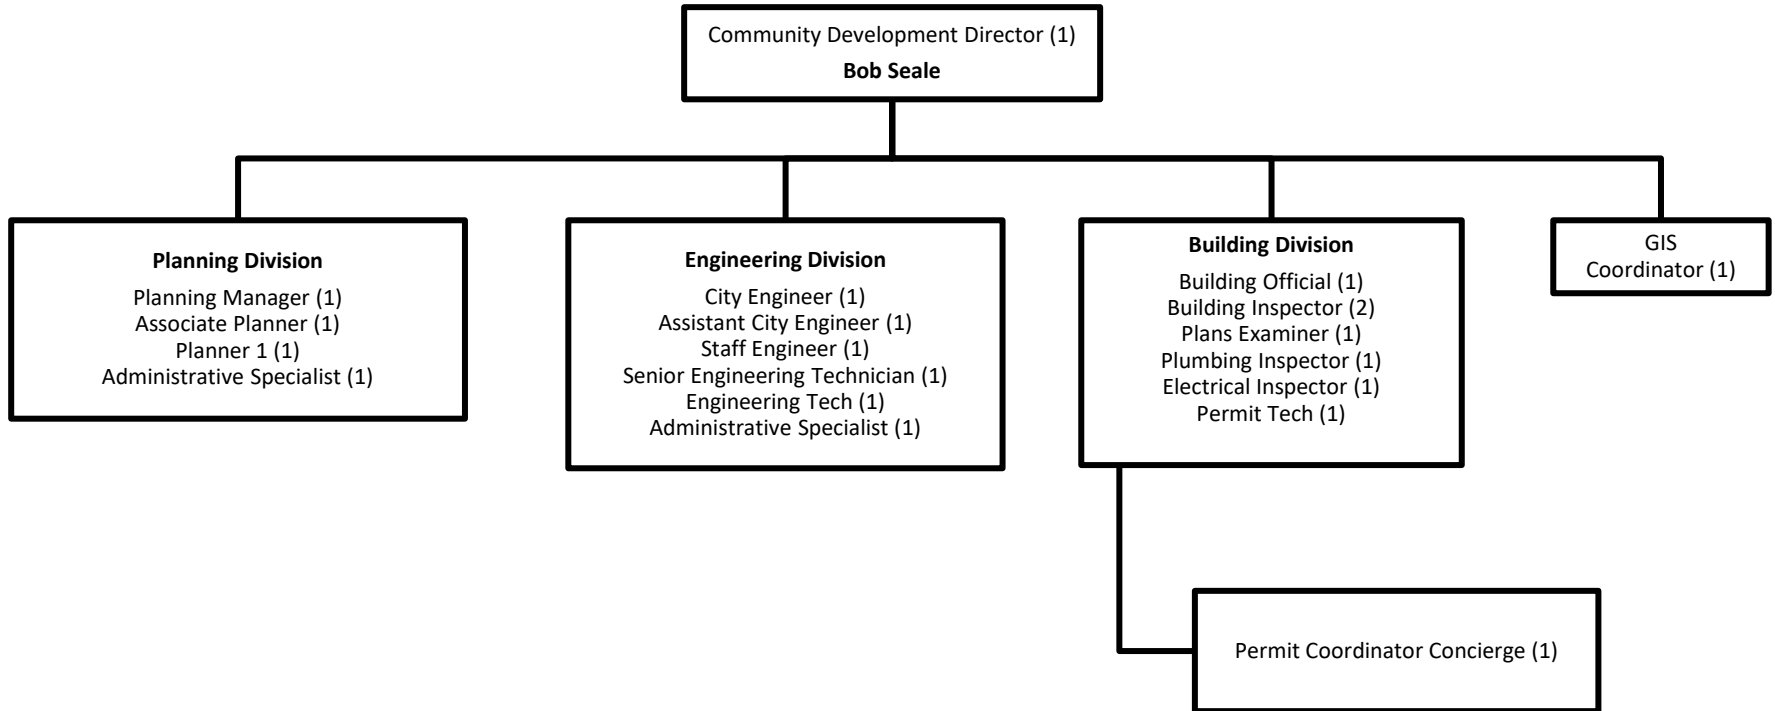 Community Development Director (1)
Bob Seale
Planning Division
Planning Manager (1)
Associate Planner (1)
Planner 1 (1)
Administrative Specialist (1)
Engineering Division
City Engineer (1)
Assistant City Engineer (1)
Staff Engineer (1)
Senior Engineering Technician (1)
Engineering Tech (1)
Administrative Specialist (1)
Building Division
Building Official (1)
Building Inspector (2)
Plans Examiner (1)
Plumbing Inspector (1)
Electrical Inspector (1)
Permit Tech (1)
GIS
Coordinator (1)
Permit Coordinator Concierge (1)